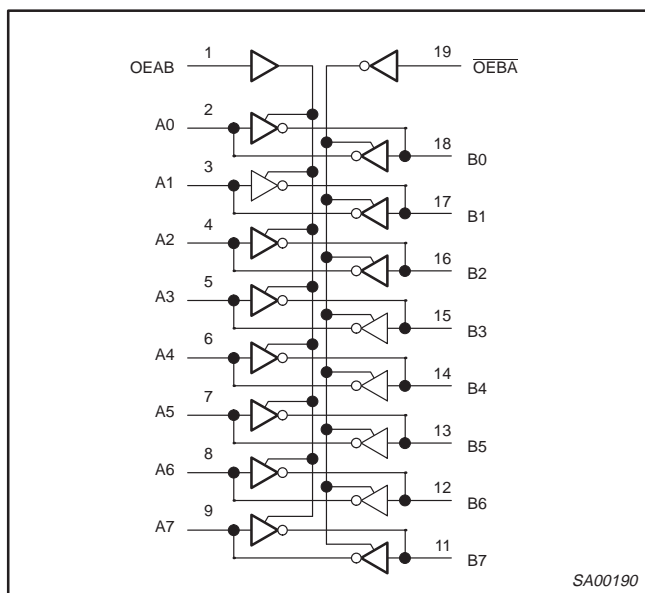 OEAB 1 19 O̅E̅B̅A̅
A0 2
18 B0
A1 3
17 B1
A2 4
16 B2
A3 5
15 B3
A4 6
14 B4
A5 7
13 B5
A6 8
12 B6
A7 9
11 B7
SA00190